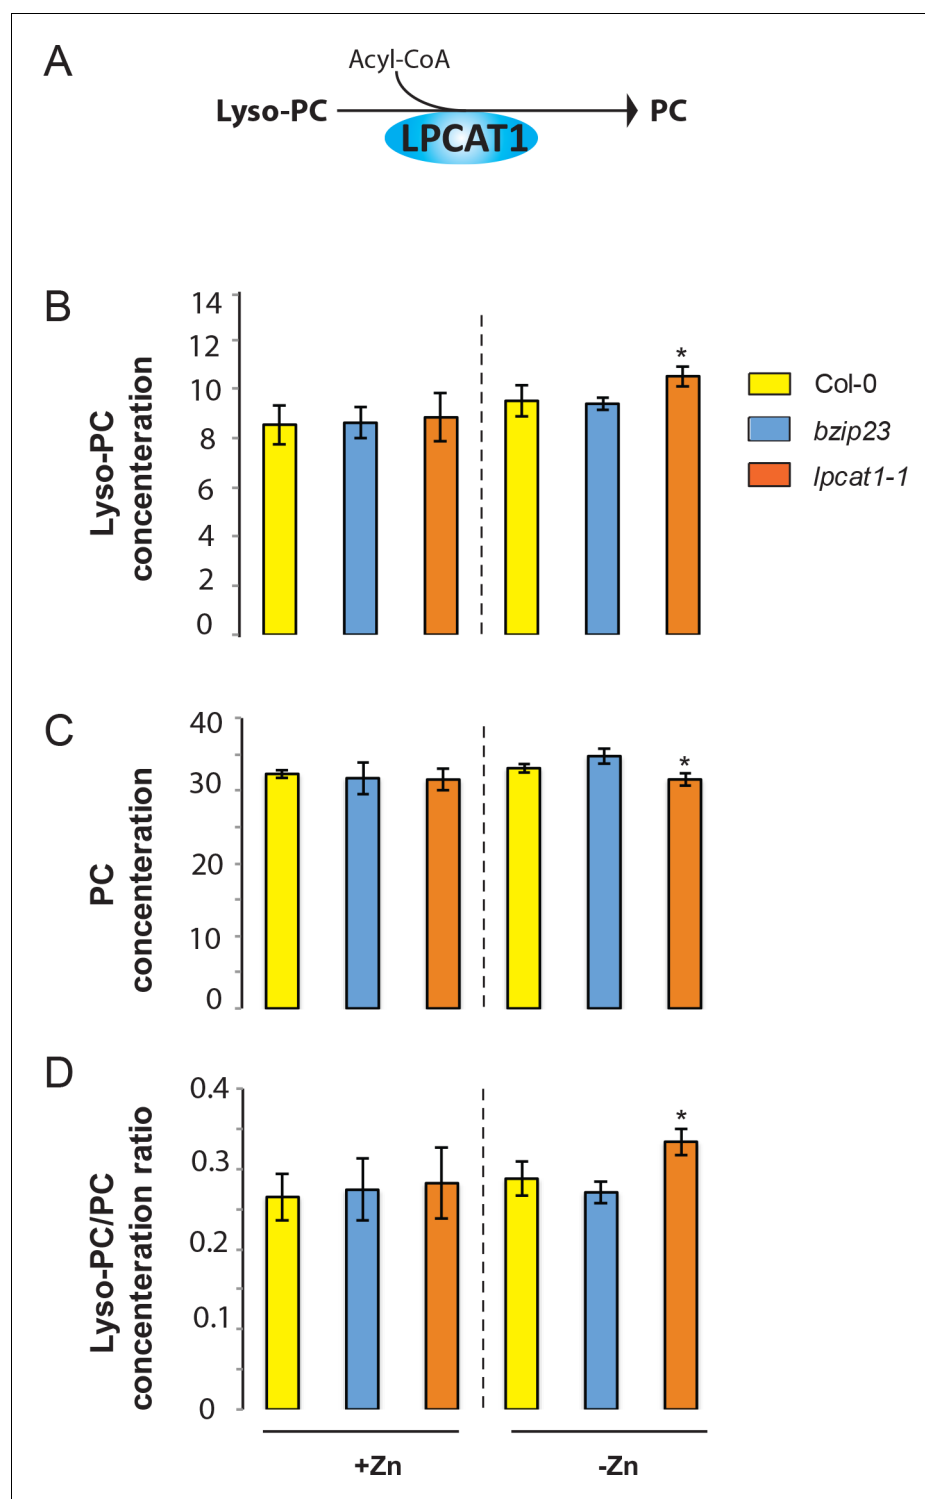 A
Acyl-CoA
Lyso-PC
PC
LPCAT1
B
Lyso-PC
concenteration
14
12
10
8
6
4
2
0
*
Col-0
bzip23
lpcat1-1
C
PC
concenteration
40
30
20
10
0
*
D
Lyso-PC/PC
concenteration ratio
0.4
0.3
0.2
0.1
0
*
+Zn
-Zn